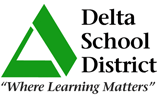 Delta
School
District
"Where Learning Matters"